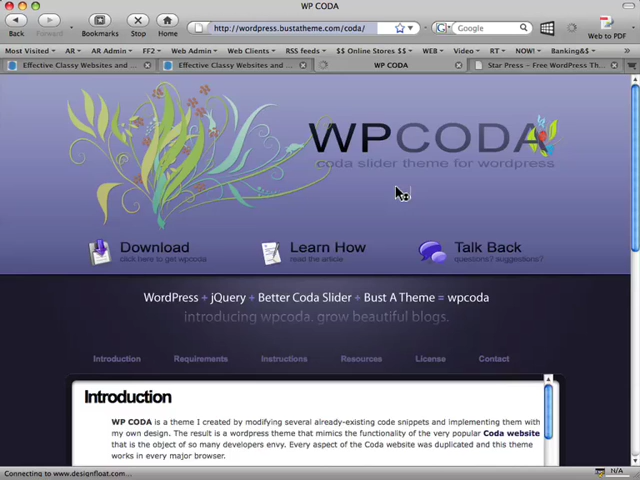 WP CODA
Back Forward Bookmarks Stop Home
http://wordpress.bustatheme.com/coda/
Google
Web to PDF
Most Visited AR AR Admin FF2 Web Admin Web Clients RSS feeds $$ Online Stores $$ WEB Video RT NOW! Banking&$
Effective Classy Websites and ... Effective Classy Websites and ... WP CODA Star Press – Free WordPress Th...
WPCODA
coda slider theme for wordpress
Download Learn How Talk Back
click here to get wpcoda read the article questions? suggestions?
WordPress + jQuery + Better Coda Slider + Bust A Theme = wpcoda
introducing wpcoda. grow beautiful blogs.
Introduction Requirements Instructions Resources License Contact
Introduction
WP CODA is a theme I created by modifying several already-existing code snippets and implementing them with
my own design. The result is a wordpress theme that mimics the functionality of the very popular Coda website
that is the object of so many developers envy. Every aspect of the Coda website was duplicated and this theme
works in every major browser.
Connecting to www.designfloat.com...
N/A